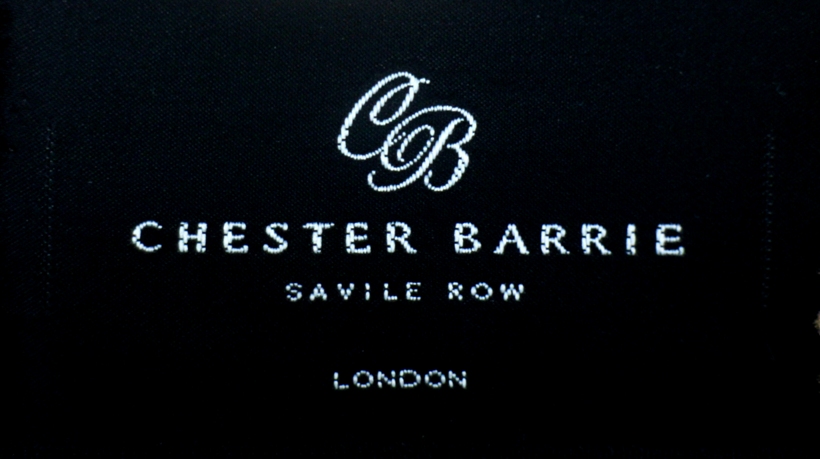 CB
CHESTER BARRIE
SAVILE ROW
LONDON